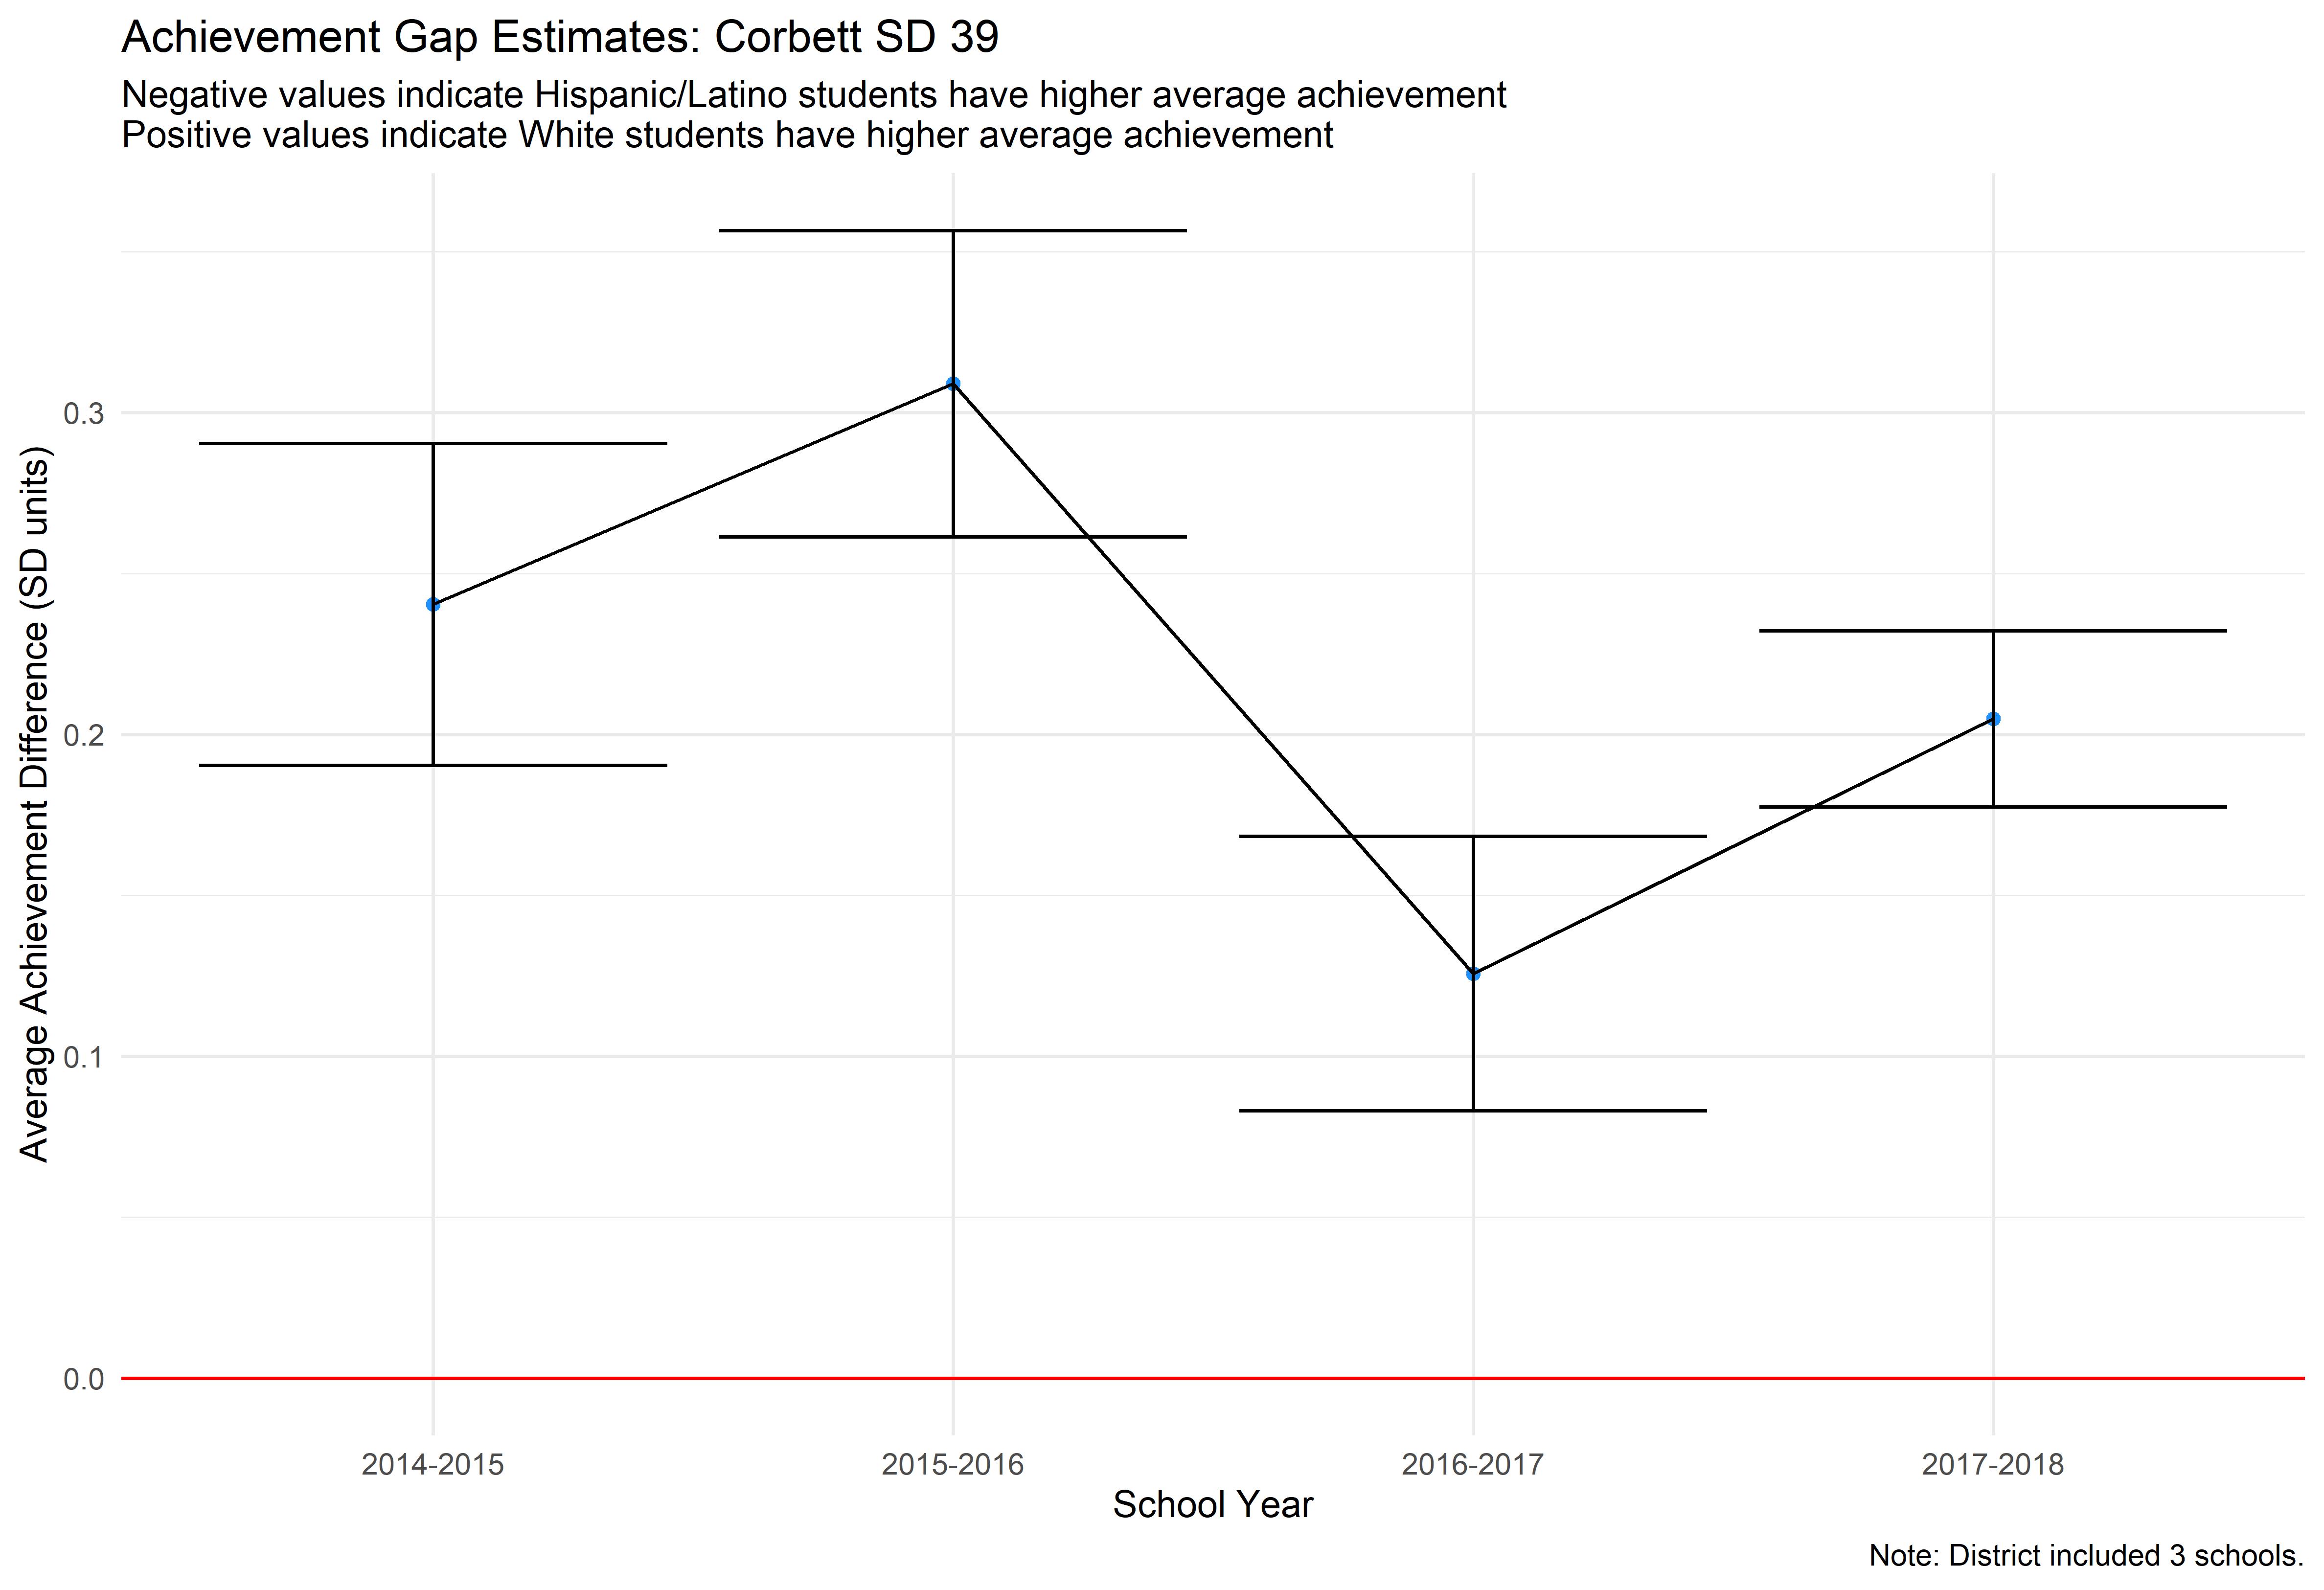 Achievement Gap Estimates: Corbett SD 39
Negative values indicate Hispanic/Latino students have higher average achievement
Positive values indicate White students have higher average achievement
Average Achievement Difference (SD units)
0.3
0.2
0.1
0.0
2014-2015
2015-2016
2016-2017
2017-2018
School Year
Note: District included 3 schools.